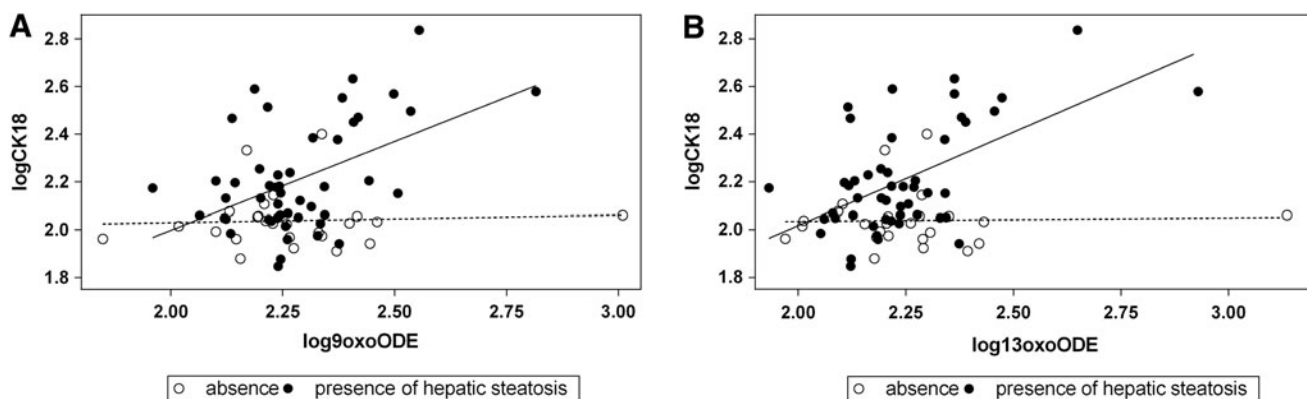 A
logCK18
2.8
2.6
2.4
2.2
2.0
1.8
2.00 2.25 2.50 2.75 3.00
log9oxoODE
○ absence ● presence of hepatic steatosis
B
logCK18
2.8
2.6
2.4
2.2
2.0
1.8
2.00 2.25 2.50 2.75 3.00
log13oxoODE
○ absence ● presence of hepatic steatosis